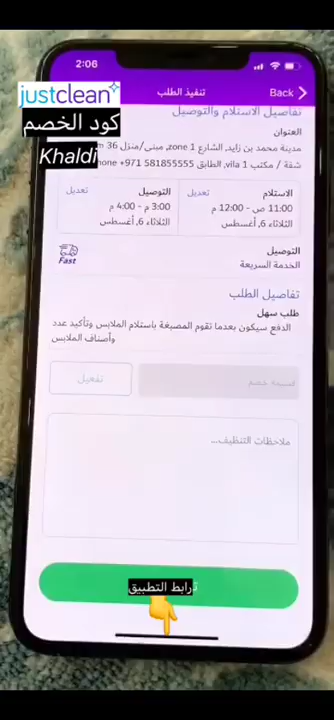 2:06
Back
تنفيذ الطلب
justclean
كود الخصم
Khaldi
تفاصيل الاستلام والتوصيل
العنوان
مدينة محمد بن زايد, الشارع zone 1, مبنى/منزل 36
شقة / مكتب vila 1, الطابق phone +971 581855555
الاستلام
تعديل
11:00 ص - 12:00 م
الثلاثاء 6, أغسطس
التوصيل
تعديل
3:00 م - 4:00 م
الثلاثاء 6, أغسطس
التوصيل
الخدمة السريعة
Fast
تفاصيل الطلب
طلب سهل
الدفع سيكون بعدما تقوم المصبغة باستلام الملابس وتأكيد عدد
وأصناف الملابس
قسيمة خصم
تفعيل
ملاحظات التنظيف...
رابط التطبيق